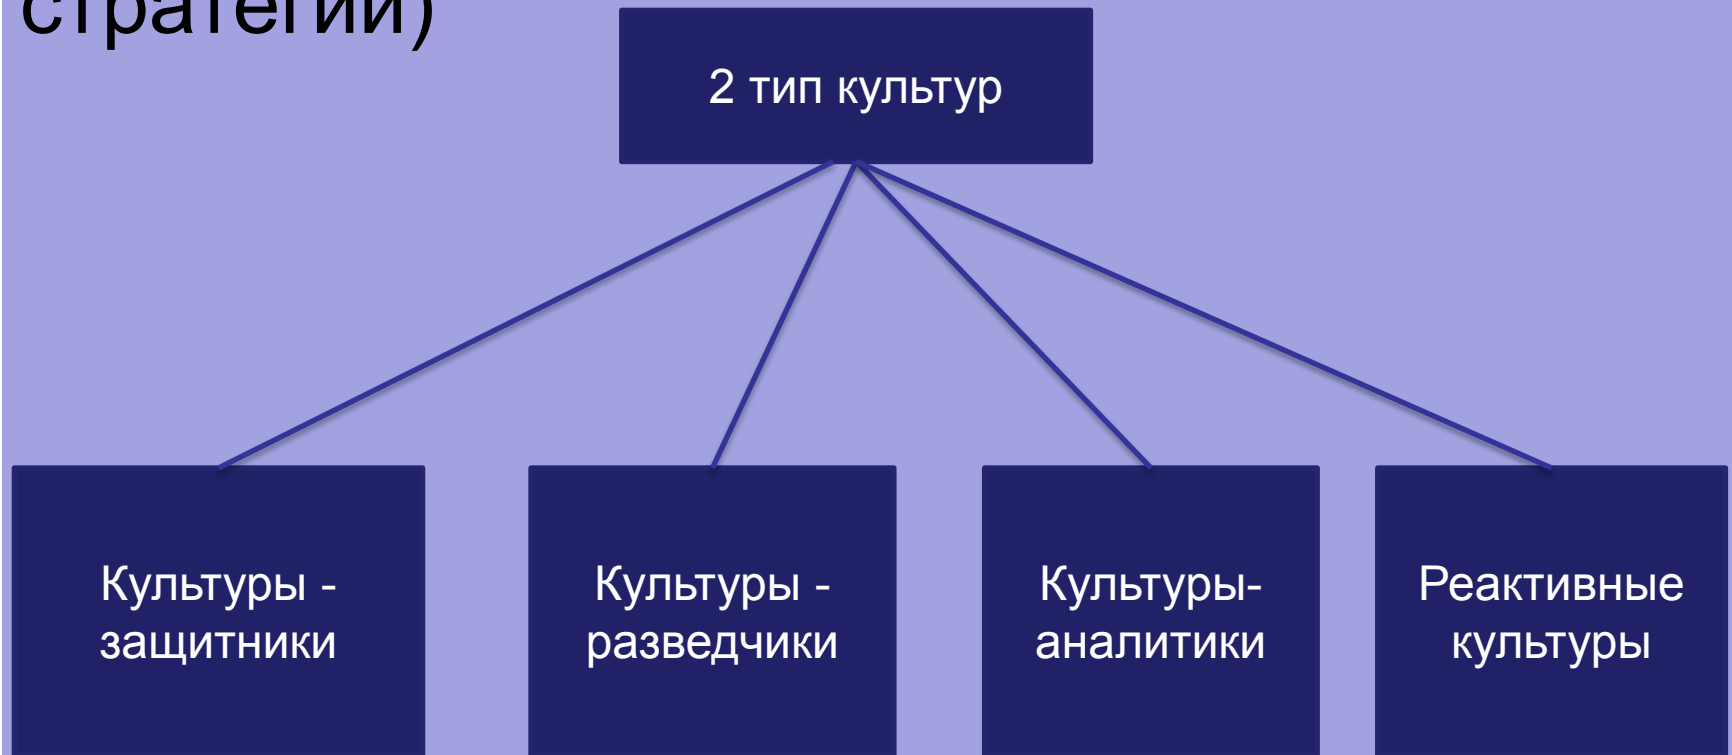 стратегии)
2 тип культур
Культуры -
защитники
Культуры -
разведчики
Культуры-
аналитики
Реактивные
культуры